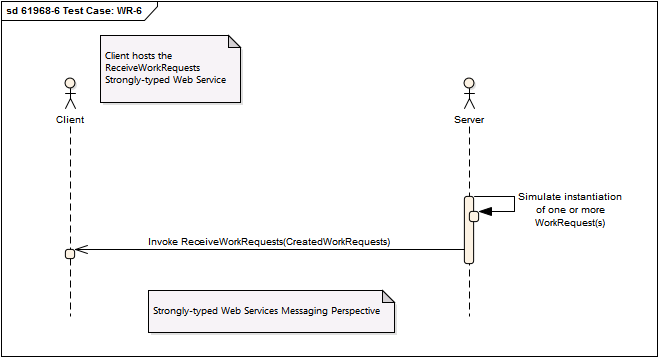 sd 61968-6 Test Case: WR-6
Client hosts the
ReceiveWorkRequests
Strongly-typed Web Service
Client
Server
Simulate instantiation
of one or more
WorkRequest(s)
Invoke ReceiveWorkRequests(CreatedWorkRequests)
Strongly-typed Web Services Messaging Perspective